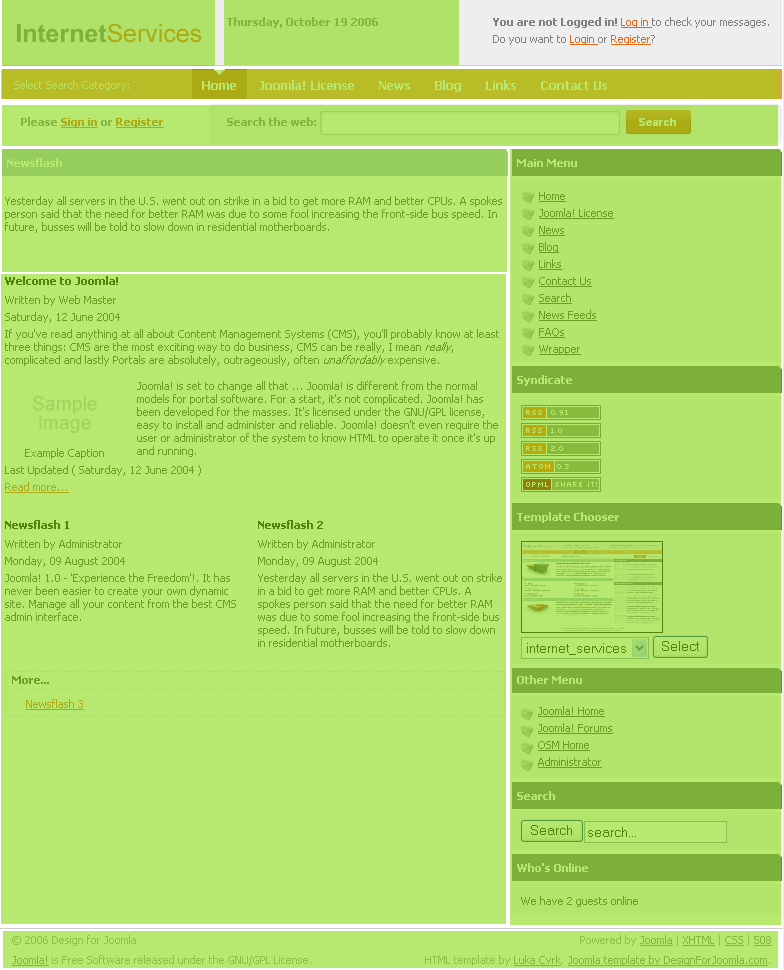 InternetServices
Thursday, October 19 2006
You are not Logged in! Log in to check your messages.
Do you want to Login or Register?
Select Search Category:
Home
Joomla! License
News
Blog
Links
Contact Us
Please Sign in or Register
Search the web:
Search
Newsflash
Yesterday all servers in the U.S. went out on strike in a bid to get more RAM and better CPUs. A spokes
person said that the need for better RAM was due to some fool increasing the front-side bus speed. In
future, busses will be told to slow down in residential motherboards.
Welcome to Joomla!
Written by Web Master
Saturday, 12 June 2004
If you've read anything at all about Content Management Systems (CMS), you'll probably know at least
three things: CMS are the most exciting way to do business, CMS can be really, I mean really,
complicated and lastly Portals are absolutely, outrageously, often unaffordably expensive.
Sample
Image
Example Caption
Joomla! is set to change all that ... Joomla! is different from the normal
models for portal software. For a start, it's not complicated. Joomla! has
been developed for the masses. It's licensed under the GNU/GPL license,
easy to install and administer and reliable. Joomla! doesn't even require the
user or administrator of the system to know HTML to operate it once it's up
and running.
Last Updated ( Saturday, 12 June 2004 )
Read more...
Newsflash 1
Written by Administrator
Monday, 09 August 2004
Joomla! 1.0 - 'Experience the Freedom'!. It has
never been easier to create your own dynamic
site. Manage all your content from the best CMS
admin interface.
Newsflash 2
Written by Administrator
Monday, 09 August 2004
Yesterday all servers in the U.S. went out on strike
in a bid to get more RAM and better CPUs. A
spokes person said that the need for better RAM
was due to some fool increasing the front-side bus
speed. In future, busses will be told to slow down
in residential motherboards.
More...
Newsflash 3
Main Menu
Home
Joomla! License
News
Blog
Links
Contact Us
Search
News Feeds
FAQs
Wrapper
Syndicate
RSS 0.91
RSS 1.0
RSS 2.0
ATOM 0.3
OPML SHARE IT!
Template Chooser
internet_services
Select
Other Menu
Joomla! Home
Joomla! Forums
OSM Home
Administrator
Search
Search
search...
Who's Online
We have 2 guests online
© 2006 Design for Joomla
Powered by Joomla | XHTML | CSS | 508
Joomla! is Free Software released under the GNU/GPL License.
HTML template by Luka Cvrk. Joomla template by DesignForJoomla.com.